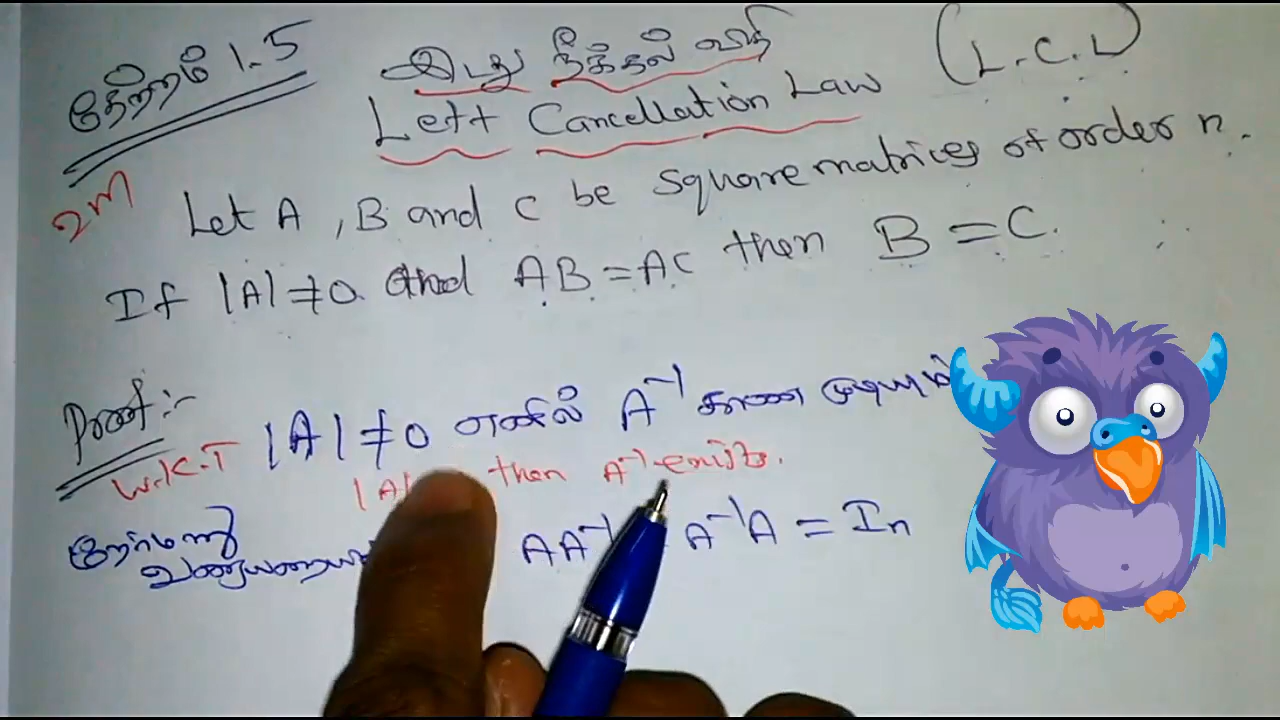 தேற்றம் 1.5
இடது நீக்கல் விதி (L.C.L)
Left Cancellation Law
2m
Let A, B and C be square matrices of order n.
If |A| ≠ 0 and AB = AC then B = C.
Proof:-
|A| ≠ 0 எனில் A⁻¹ காண முடியும்
W.K.T |A| then A⁻¹ exists.
நேர்மாறு
AA⁻¹ A⁻¹A = In